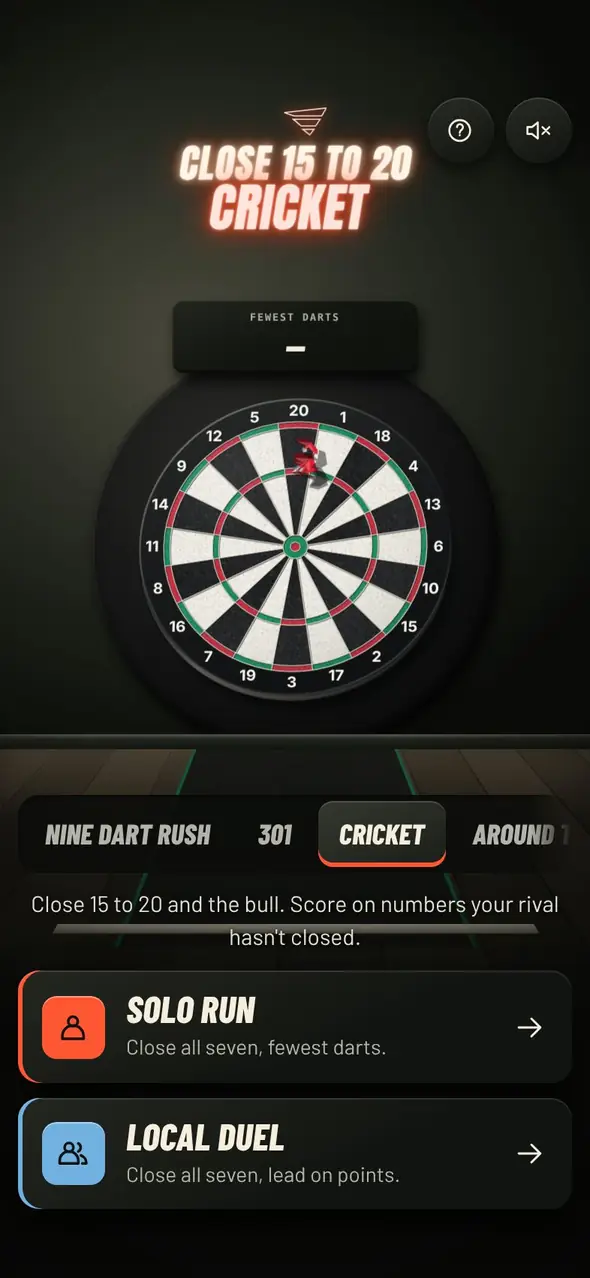 CLOSE 15 TO 20
CRICKET
FEWEST DARTS
–
20
5
1
12
18
9
4
14
13
11
6
8
10
16
15
7
2
19
17
3
NINE DART RUSH
301
CRICKET
AROUND
Close 15 to 20 and the bull. Score on numbers your rival
hasn't closed.
SOLO RUN
Close all seven, fewest darts.
LOCAL DUEL
Close all seven, lead on points.